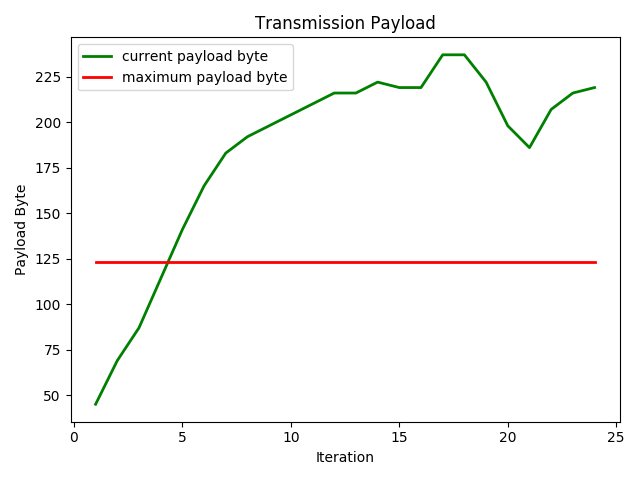 Transmission Payload
current payload byte
maximum payload byte
Payload Byte
225
200
175
150
125
100
75
50
0 5 10 15 20 25
Iteration